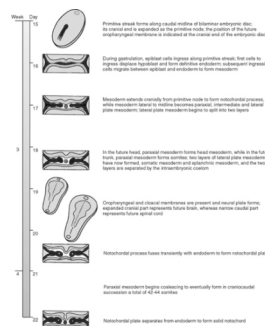 Week Day
15
Primitive streak forms along caudal midline of bilaminar embryonic disc;
its cranial end is expanded as the primitive node; the position of the future
oropharyngeal membrane is indicated at the cranial end of the embryonic disc
16
During gastrulation, epiblast cells ingress along primitive streak; first cells to
ingress displace hypoblast and form definitive endoderm; subsequent ingressing
cells migrate between epiblast and endoderm to form mesoderm
17
Mesoderm extends cranially from primitive node to form notochordal process,
while mesoderm lateral to midline becomes paraxial, intermediate and lateral
plate mesoderm; lateral plate mesoderm begins to split into two layers
3
18
In the future head, paraxial mesoderm forms head mesoderm, while in the future
trunk, paraxial mesoderm forms somites; two layers of lateral plate mesoderm
have now formed, somatic mesoderm and splanchnic mesoderm, and the two
layers are separated by the intraembryonic coelom
19
Oropharyngeal and cloacal membranes are present and neural plate forms;
expanded cranial part represents future brain, whereas narrow caudal part
represents future spinal cord
20
Notochordal process fuses transiently with endoderm to form notochordal plate
4
21
Paraxial mesoderm begins coalescing to eventually form in craniocaudal
succession a total of 42-44 somites
22
Notochordal plate separates from endoderm to form solid notochord